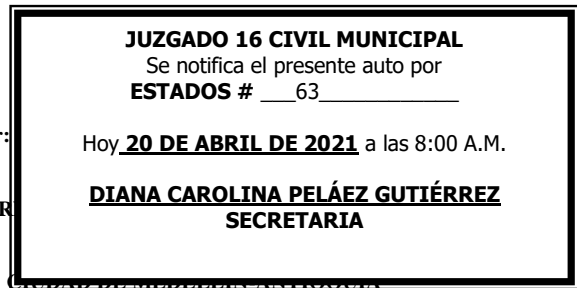 JUZGADO 16 CIVIL MUNICIPAL
Se notifica el presente auto por
ESTADOS # ___63____________
Hoy 20 DE ABRIL DE 2021 a las 8:00 A.M.
DIANA CAROLINA PELÁEZ GUTIÉRREZ
SECRETARIA